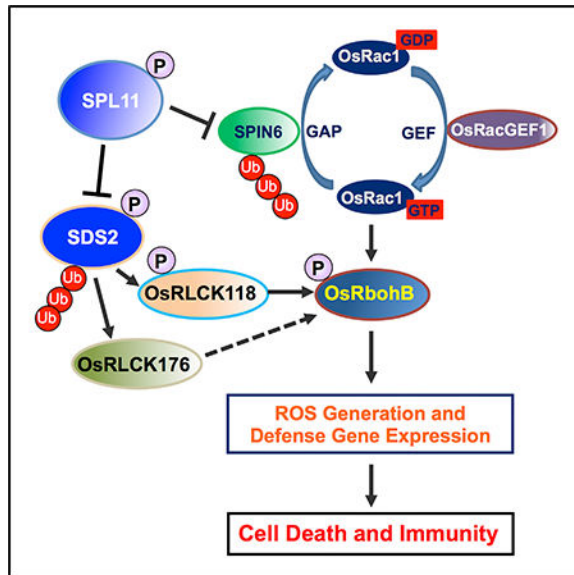 GDP
P
OsRac1
SPL11
SPIN6
GAP
GEF
OsRacGEF1
Ub
Ub
Ub
P
OsRac1
GTP
SDS2
P
P
Ub
Ub
Ub
OsRLCK118
OsRbohB
OsRLCK176
ROS Generation and
Defense Gene Expression
Cell Death and Immunity